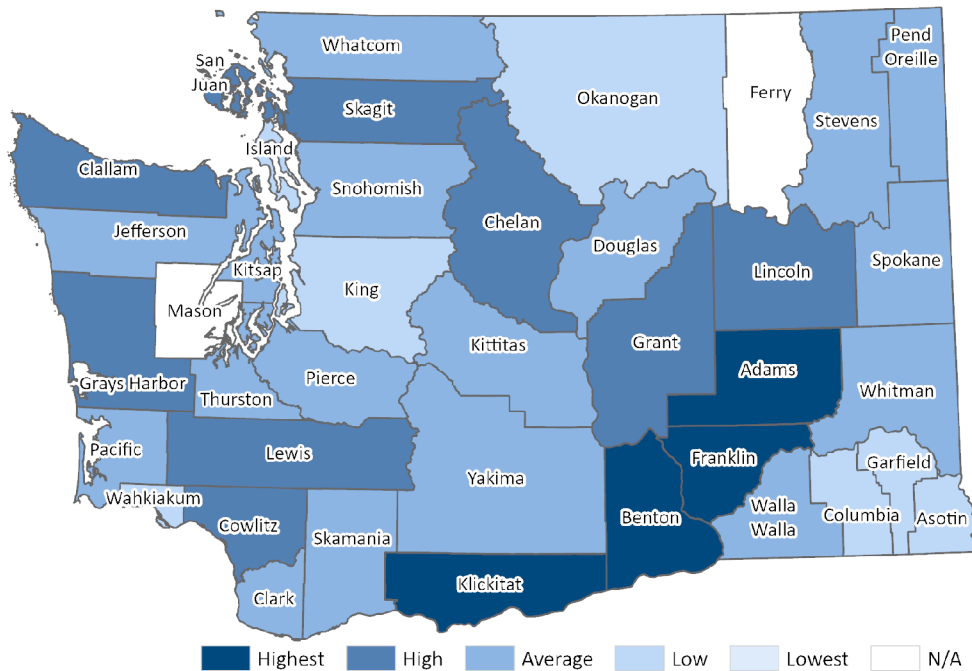 Whatcom
Pend
Oreille
San
Juan
Okanogan
Ferry
Skagit
Stevens
Island
Clallam
Snohomish
Chelan
Jefferson
Douglas
Spokane
Kitsap
Lincoln
King
Mason
Kittitas
Grant
Adams
Grays Harbor
Pierce
Whitman
Thurston
Pacific
Lewis
Franklin
Garfield
Yakima
Wahkiakum
Walla
Walla
Columbia
Asotin
Cowlitz
Benton
Skamania
Klickitat
Clark
Highest
High
Average
Low
Lowest
N/A